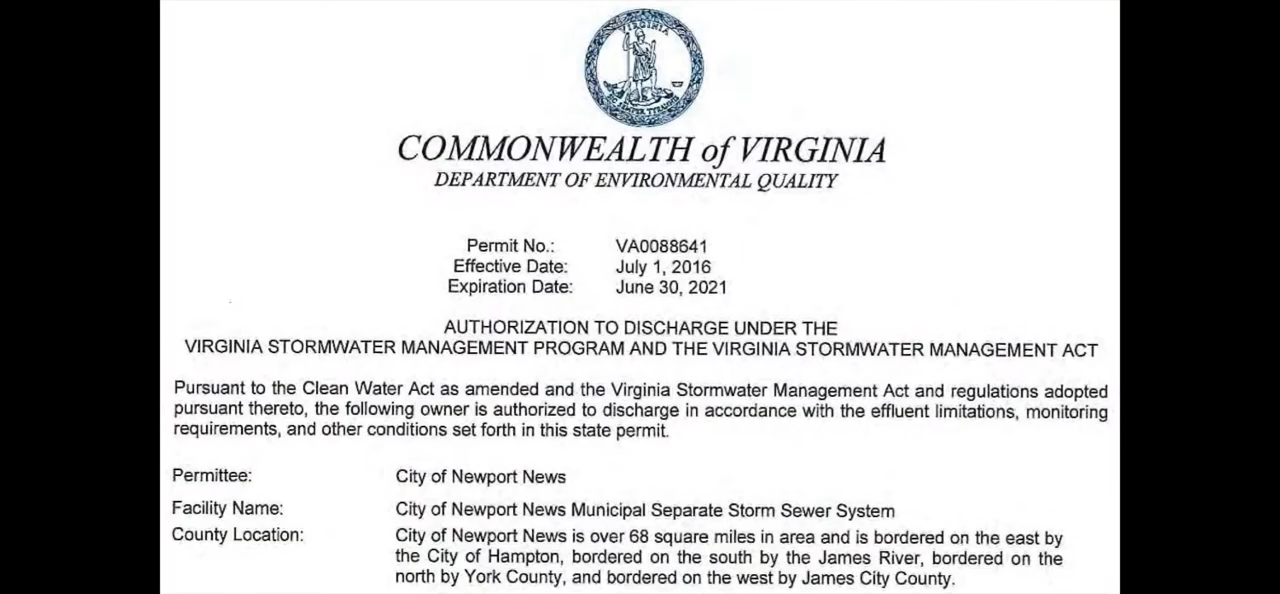 VIRGINIA
SIC SEMPER TYRANNIS
COMMONWEALTH of VIRGINIA
DEPARTMENT OF ENVIRONMENTAL QUALITY
Permit No.: VA0088641
Effective Date: July 1, 2016
Expiration Date: June 30, 2021
AUTHORIZATION TO DISCHARGE UNDER THE
VIRGINIA STORMWATER MANAGEMENT PROGRAM AND THE VIRGINIA STORMWATER MANAGEMENT ACT
Pursuant to the Clean Water Act as amended and the Virginia Stormwater Management Act and regulations adopted
pursuant thereto, the following owner is authorized to discharge in accordance with the effluent limitations, monitoring
requirements, and other conditions set forth in this state permit.
Permittee: City of Newport News
Facility Name: City of Newport News Municipal Separate Storm Sewer System
County Location: City of Newport News is over 68 square miles in area and is bordered on the east by
the City of Hampton, bordered on the south by the James River, bordered on the
north by York County, and bordered on the west by James City County.